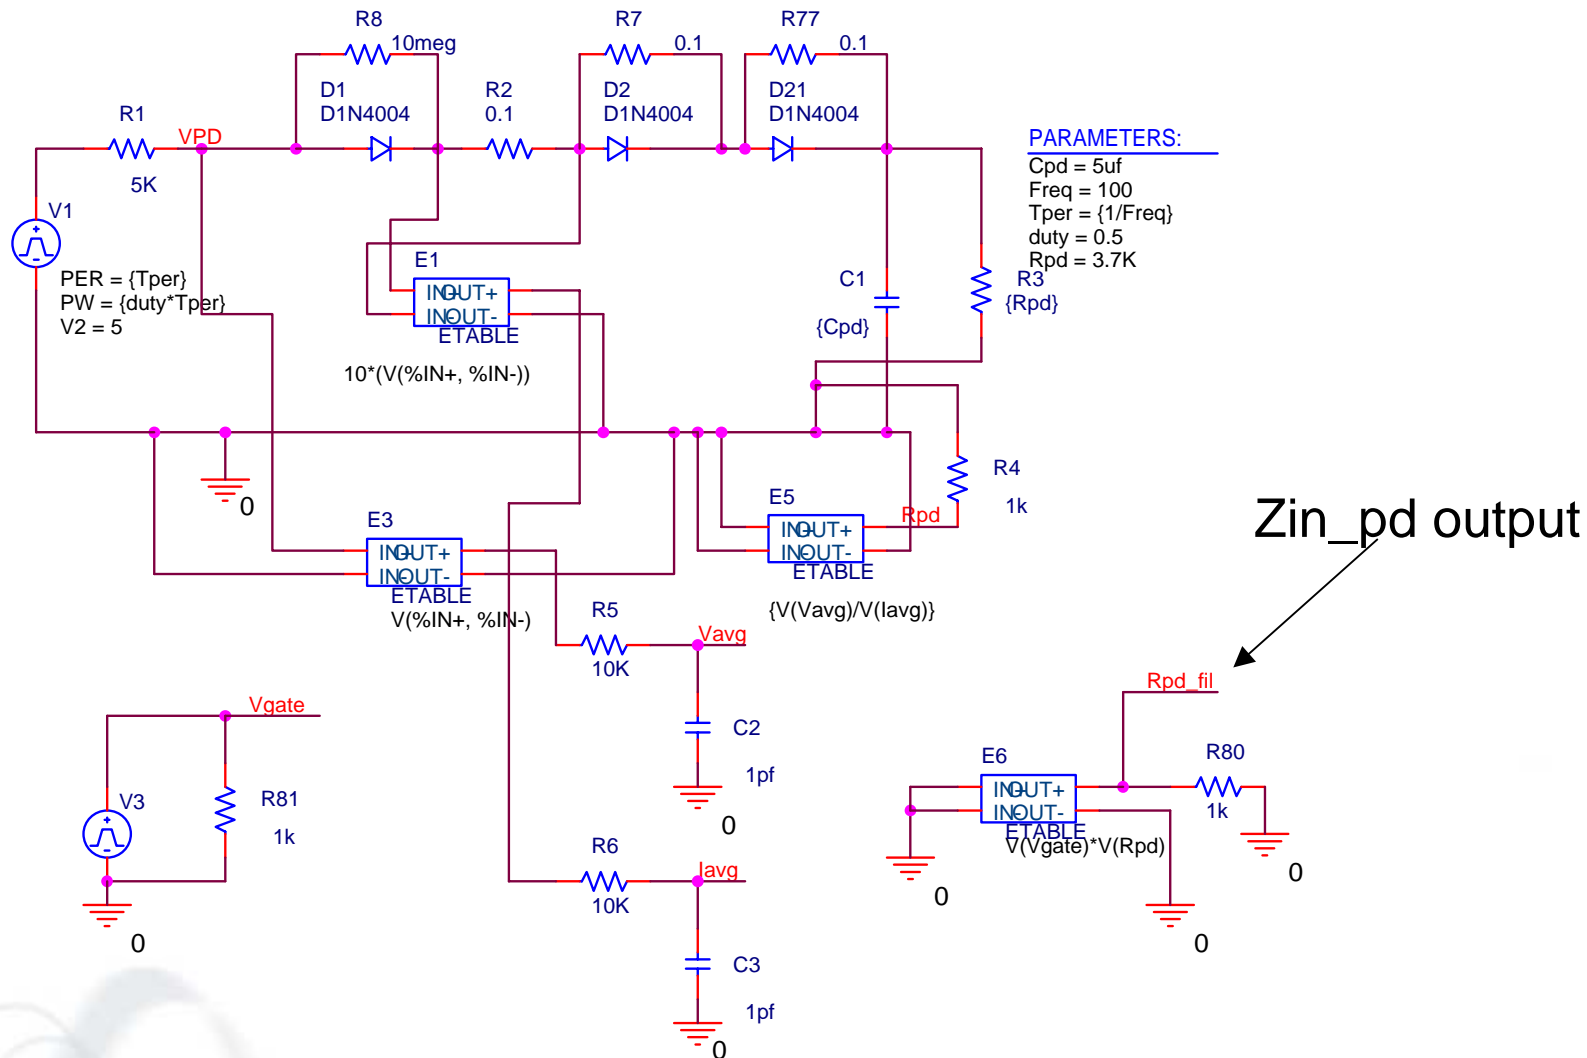 R8
10meg
R7
0.1
R77
0.1
D1
D1N4004
R2
0.1
D2
D1N4004
D21
D1N4004
R1
VPD
5K
PARAMETERS:
Cpd = 5uf
Freq = 100
Tper = {1/Freq}
duty = 0.5
Rpd = 3.7K
V1
PER = {Tper}
PW = {duty*Tper}
V2 = 5
E1
IN+
OUT+
IN-
OUT-
ETABLE
10*(V(%IN+, %IN-))
C1
{Cpd}
R3
{Rpd}
0
R4
1k
E3
IN+
OUT+
IN-
OUT-
ETABLE
V(%IN+, %IN-)
E5
IN+
OUT+
IN-
OUT-
ETABLE
Rpd
{V(Vavg)/V(Iavg)}
Zin_pd output
R5
10K
Vavg
C2
1pf
0
Vgate
V3
R81
1k
0
R6
10K
Iavg
C3
1pf
0
Rpd_fil
E6
IN+
OUT+
IN-
OUT-
ETABLE
V(Vgate)*V(Rpd)
R80
1k
0
0
0